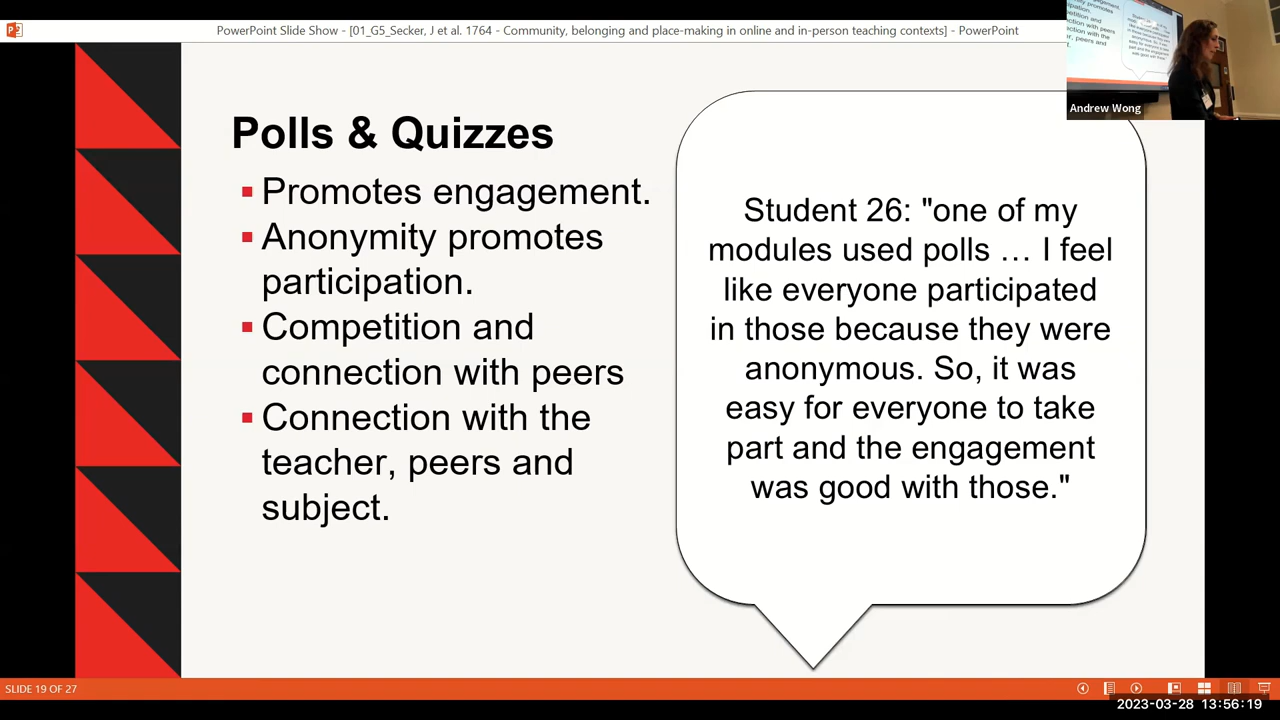 PowerPoint Slide Show - [01_G5_Secker, J et al. 1764 - Community, belonging and place-making in online and in-person teaching contexts] - PowerPoint
Andrew Wong
Polls & Quizzes
Promotes engagement.
Anonymity promotes
participation.
Competition and
connection with peers
Connection with the
teacher, peers and
subject.
Student 26: "one of my
modules used polls … I feel
like everyone participated
in those because they were
anonymous. So, it was
easy for everyone to take
part and the engagement
was good with those."
SLIDE 19 OF 27
2023-03-28 13:56:19